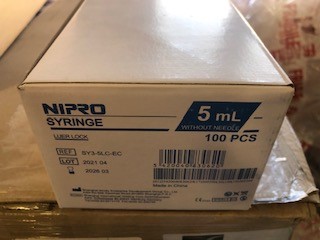 NIPRO
SYRINGE
5 mL
WITHOUT NEEDLE
100 PCS
LUER LOCK
REF SY3-5LC-EC
LOT 2021 04
2026 03
Made in China